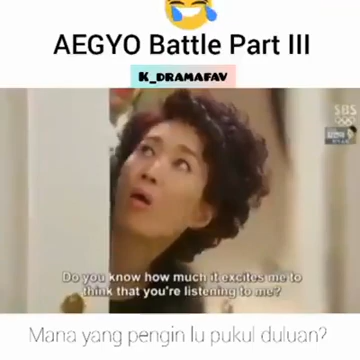 AEGYO Battle Part III
K_DRAMAFAV
SBS
Do you know how much it excites me to
think that you're listening to me?
Mana yang pengin lu pukul duluan?